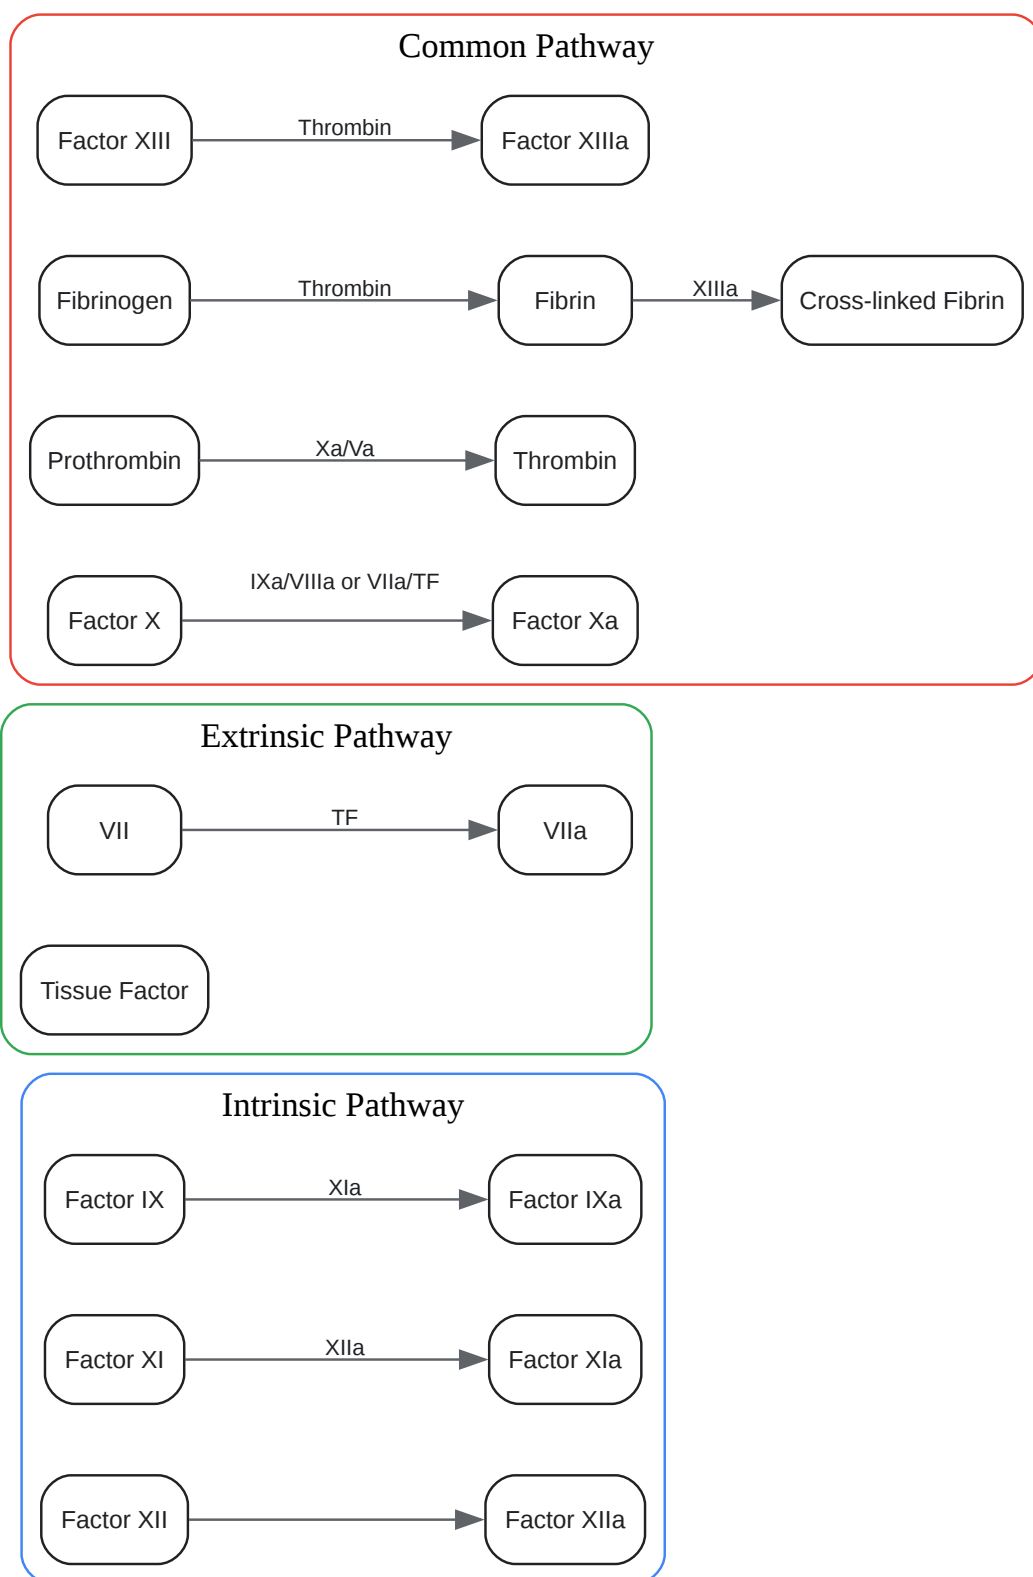 Common Pathway
Factor XIII
Thrombin
Factor XIIIa
Fibrinogen
Thrombin
Fibrin
XIIIa
Cross-linked Fibrin
Prothrombin
Xa/Va
Thrombin
IXa/VIIIa or VIIa/TF
Factor X
Factor Xa
Extrinsic Pathway
VII
TF
VIIa
Tissue Factor
Intrinsic Pathway
Factor IX
XIa
Factor IXa
Factor XI
XIIa
Factor XIa
Factor XII
Factor XIIa